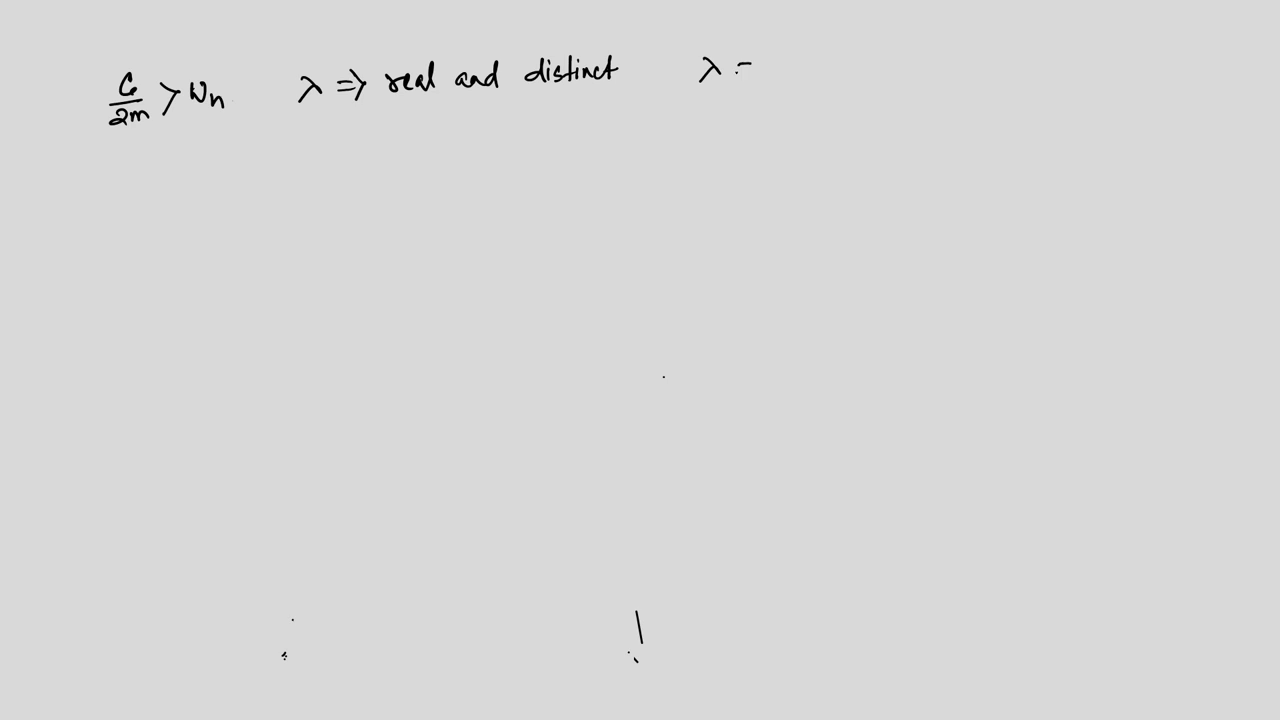 c/2m > ωn λ ⇒ real and distinct λ =